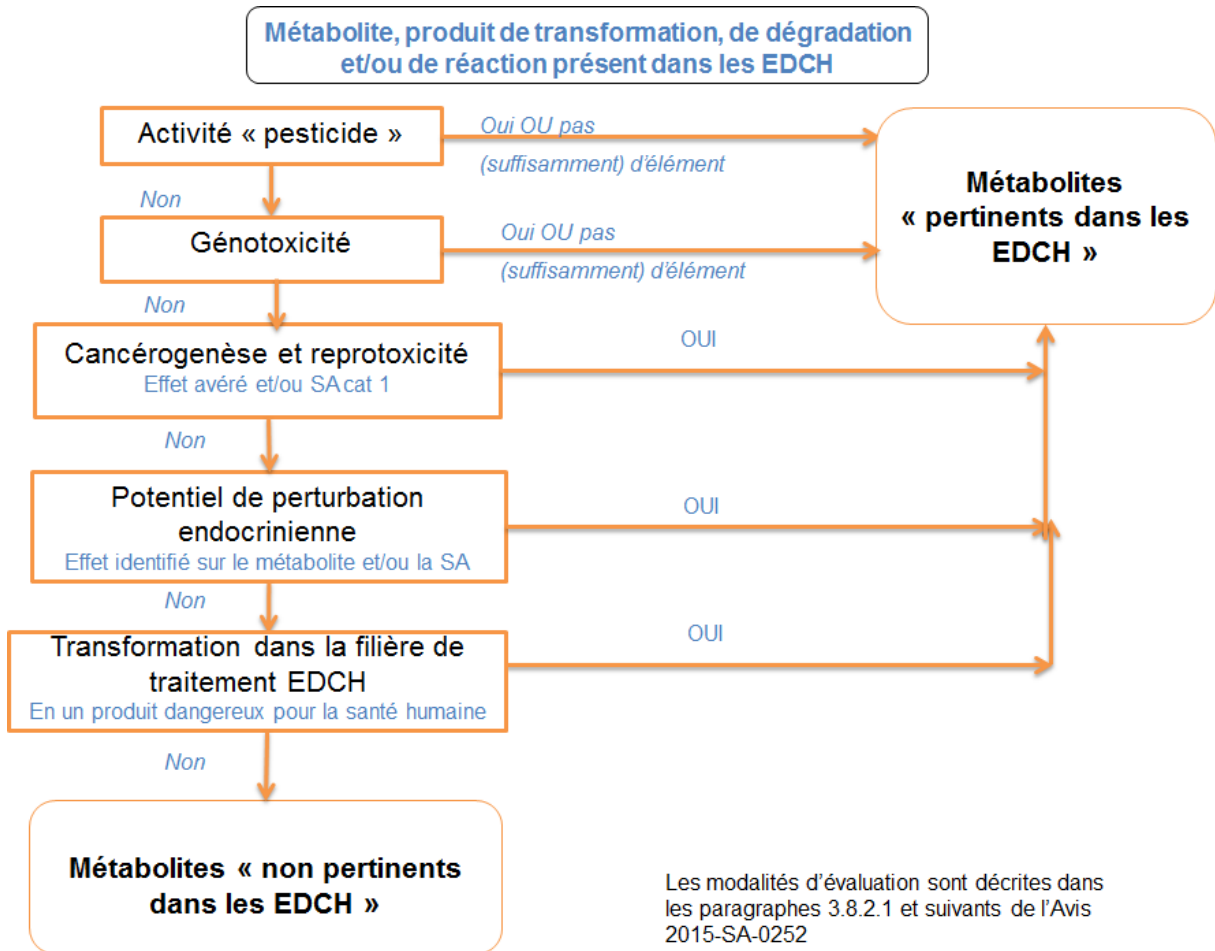 Métabolite, produit de transformation, de dégradation
et/ou de réaction présent dans les EDCH
Activité « pesticide »
Oui OU pas
(suffisamment) d'élément
Métabolites
« pertinents dans les
EDCH »
Non
Génotoxicité
Oui OU pas
(suffisamment) d'élément
Non
Cancérogenèse et reprotoxicité
Effet avéré et/ou SA cat 1
OUI
Non
Potentiel de perturbation
endocrinienne
Effet identifié sur le métabolite et/ou la SA
OUI
Non
Transformation dans la filière de
traitement EDCH
En un produit dangereux pour la santé humaine
OUI
Non
Métabolites « non pertinents
dans les EDCH »
Les modalités d'évaluation sont décrites dans
les paragraphes 3.8.2.1 et suivants de l'Avis
2015-SA-0252